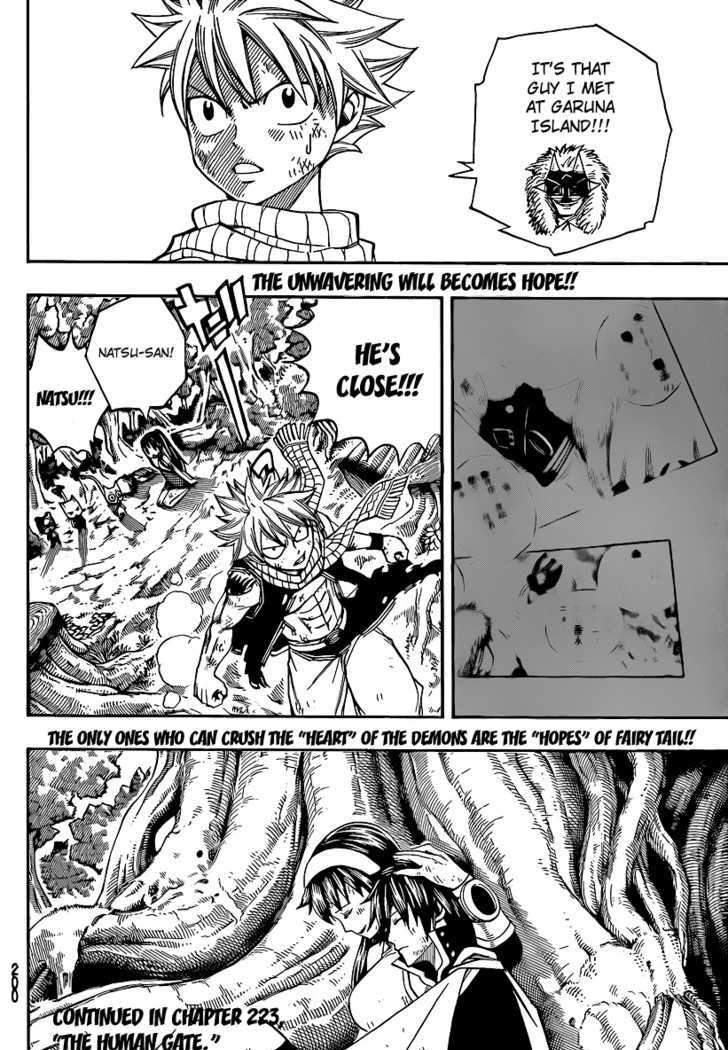 IT'S THAT
GUY I MET
AT GARUNA
ISLAND!!!
THE UNWAVERING WILL BECOMES HOPE!!
NATSU-SAN!
NATSU!!!
HE'S
CLOSE!!!
THE ONLY ONES WHO CAN CRUSH THE "HEART" OF THE DEMONS ARE THE "HOPES" OF FAIRY TAIL!!
200
CONTINUED IN CHAPTER 223,
"THE HUMAN GATE."